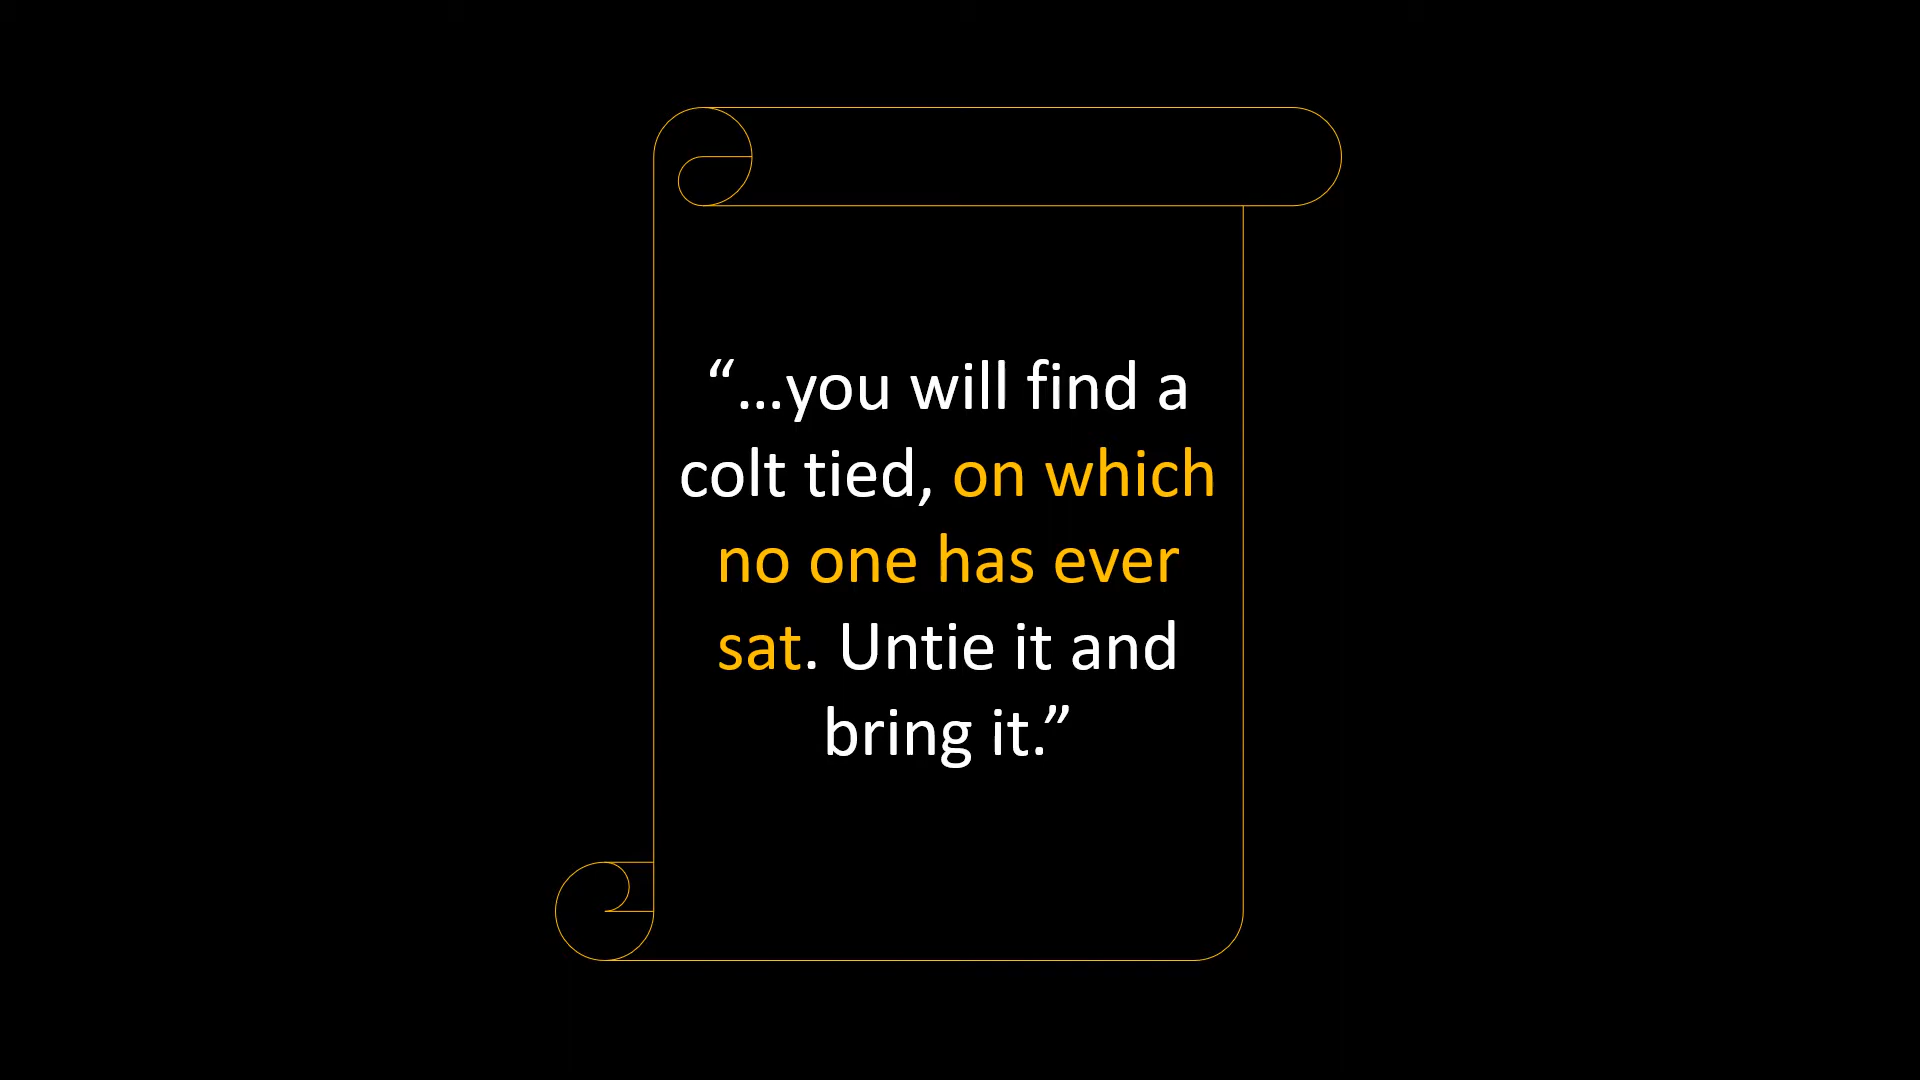 “...you will find a
colt tied, on which
no one has ever
sat. Untie it and
bring it.”